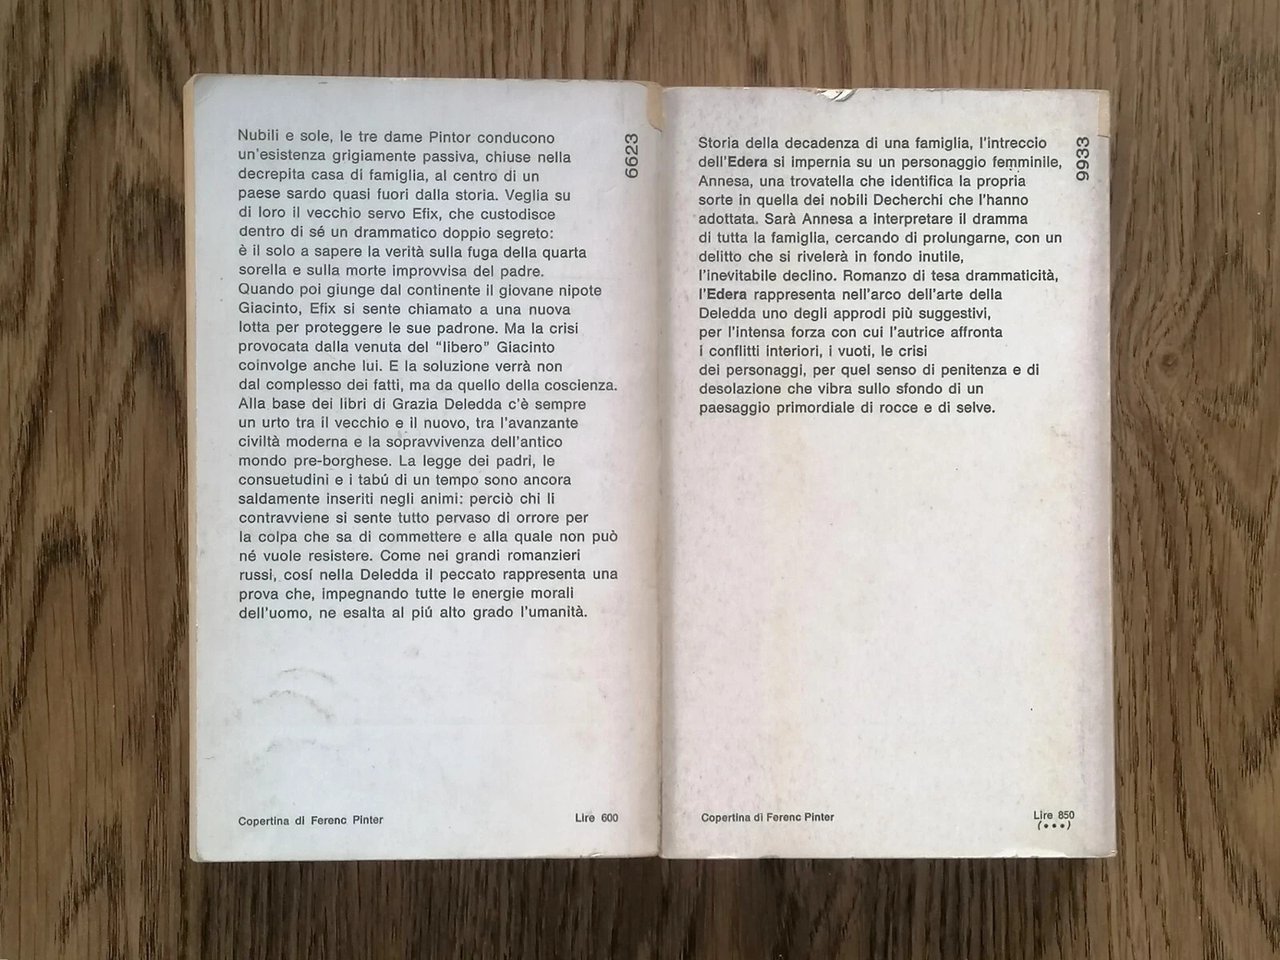 Nubili e sole, le tre dame Pintor conducono
un'esistenza grigiamente passiva, chiuse nella
decrepita casa di famiglia, al centro di un
paese sardo quasi fuori dalla storia. Veglia su
di loro il vecchio servo Efix, che custodisce
dentro di sé un drammatico doppio segreto:
è il solo a sapere la verità sulla fuga della quarta
sorella e sulla morte improvvisa del padre.
Quando poi giunge dal continente il giovane nipote
Giacinto, Efix si sente chiamato a una nuova
lotta per proteggere le sue padrone. Ma la crisi
provocata dalla venuta del "libero" Giacinto
coinvolge anche lui. E la soluzione verrà non
dal complesso dei fatti, ma da quello della coscienza.
Alla base dei libri di Grazia Deledda c'è sempre
un urto tra il vecchio e il nuovo, tra l'avanzante
civiltà moderna e la sopravvivenza dell'antico
mondo pre-borghese. La legge dei padri, le
consuetudini e i tabú di un tempo sono ancora
saldamente inseriti negli animi: perciò chi li
contravviene si sente tutto pervaso di orrore per
la colpa che sa di commettere e alla quale non può
né vuole resistere. Come nei grandi romanzieri
russi, cosí nella Deledda il peccato rappresenta una
prova che, impegnando tutte le energie morali
dell'uomo, ne esalta al piú alto grado l'umanità.
6623
Copertina di Ferenc Pinter
Lire 600
Storia della decadenza di una famiglia, l'intreccio
dell'Edera si impernia su un personaggio femminile,
Annesa, una trovatella che identifica la propria
sorte in quella dei nobili Decherchi che l'hanno
adottata. Sarà Annesa a interpretare il dramma
di tutta la famiglia, cercando di prolungarne, con un
delitto che si rivelerà in fondo inutile,
l'inevitabile declino. Romanzo di tesa drammaticità,
l'Edera rappresenta nell'arco dell'arte della
Deledda uno degli approdi più suggestivi,
per l'intensa forza con cui l'autrice affronta
i conflitti interiori, i vuoti, le crisi
dei personaggi, per quel senso di penitenza e di
desolazione che vibra sullo sfondo di un
paesaggio primordiale di rocce e di selve.
9933
Copertina di Ferenc Pinter
Lire 850
(•••)